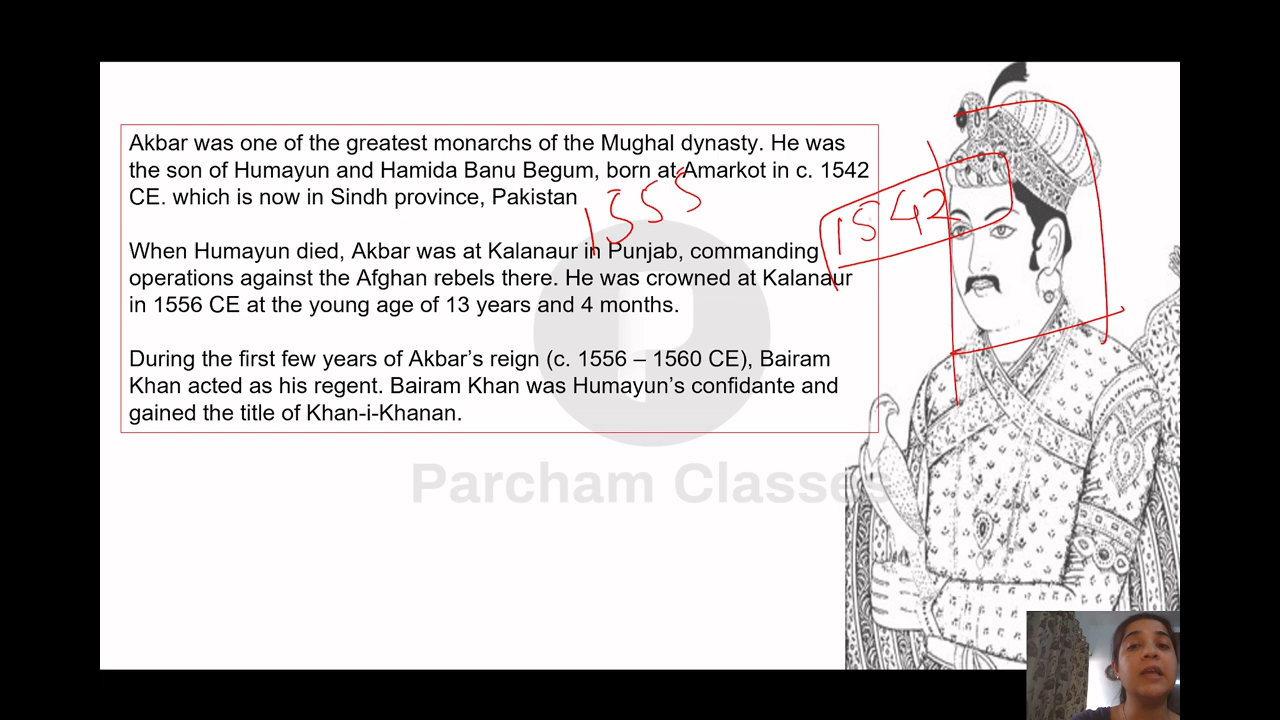 Akbar was one of the greatest monarchs of the Mughal dynasty. He was
the son of Humayun and Hamida Banu Begum, born at Amarkot in c. 1542
CE. which is now in Sindh province, Pakistan
1555
1542
When Humayun died, Akbar was at Kalanaur in Punjab, commanding
operations against the Afghan rebels there. He was crowned at Kalanaur
in 1556 CE at the young age of 13 years and 4 months.
During the first few years of Akbar’s reign (c. 1556 – 1560 CE), Bairam
Khan acted as his regent. Bairam Khan was Humayun’s confidante and
gained the title of Khan-i-Khanan.
Parcham Classes